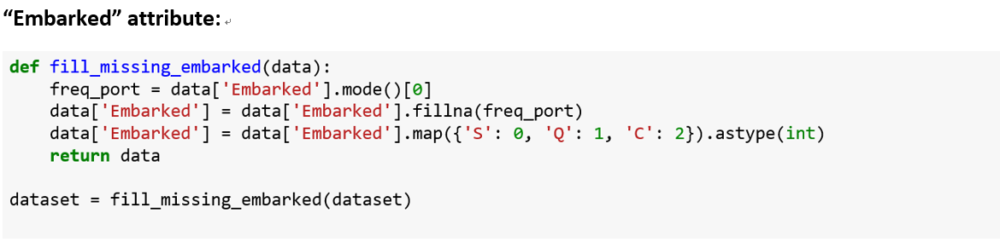 “Embarked” attribute:
def fill_missing_embarked(data):
    freq_port = data['Embarked'].mode()[0]
    data['Embarked'] = data['Embarked'].fillna(freq_port)
    data['Embarked'] = data['Embarked'].map({'S': 0, 'Q': 1, 'C': 2}).astype(int)
    return data
dataset = fill_missing_embarked(dataset)